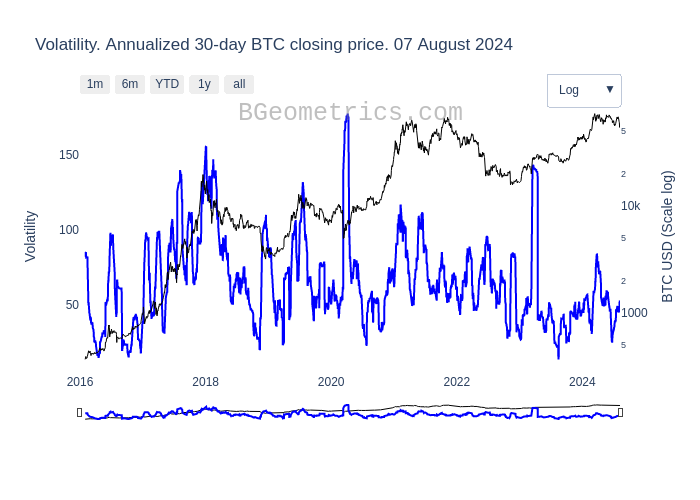 Volatility. Annualized 30-day BTC closing price. 07 August 2024
1m 6m YTD 1y all
Log ▼
BGeometrics.com
150
100
50
Volatility
5
2
10k
5
2
1000
5
BTC USD (Scale log)
2016 2018 2020 2022 2024